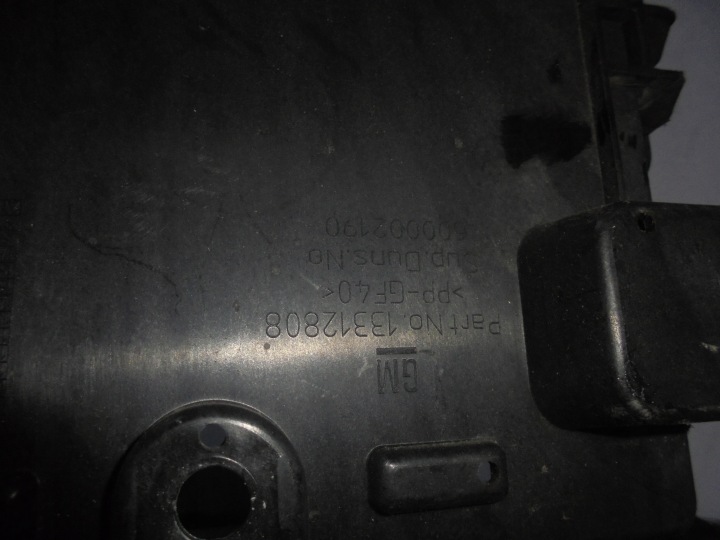 GM
Part No. 13312808
>PP-GF40<
Sup.Duns.No